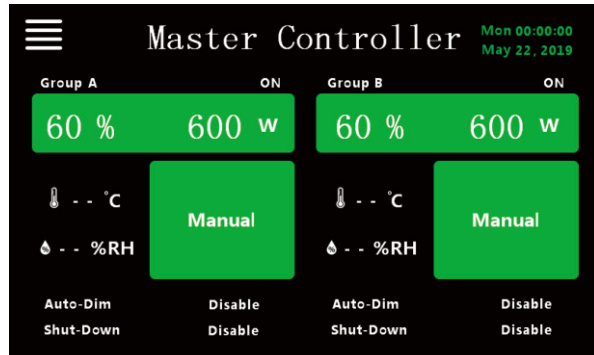 Master Controller
Mon 00:00:00
May 22, 2019
Group A ON
Group B ON
60 % 600 W
60 % 600 W
- - °C
- - %RH
Manual
- - °C
- - %RH
Manual
Auto-Dim Disable
Shut-Down Disable
Auto-Dim Disable
Shut-Down Disable